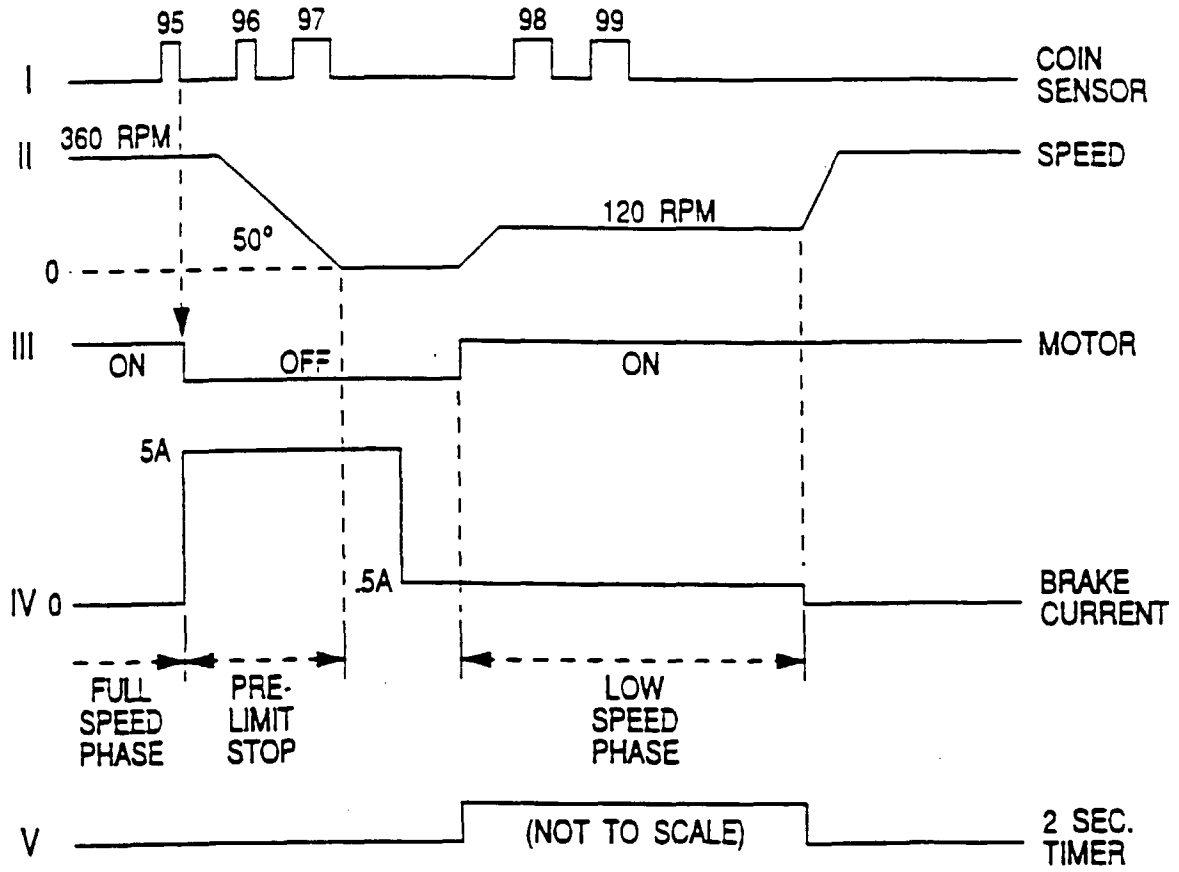 95 96 97 98 99
I
COIN
SENSOR
360 RPM
II
SPEED
120 RPM
50°
0
III
ON
OFF
ON
MOTOR
5A
.5A
IV 0
BRAKE
CURRENT
FULL
SPEED
PHASE
PRE-
LIMIT
STOP
LOW
SPEED
PHASE
V
(NOT TO SCALE)
2 SEC.
TIMER